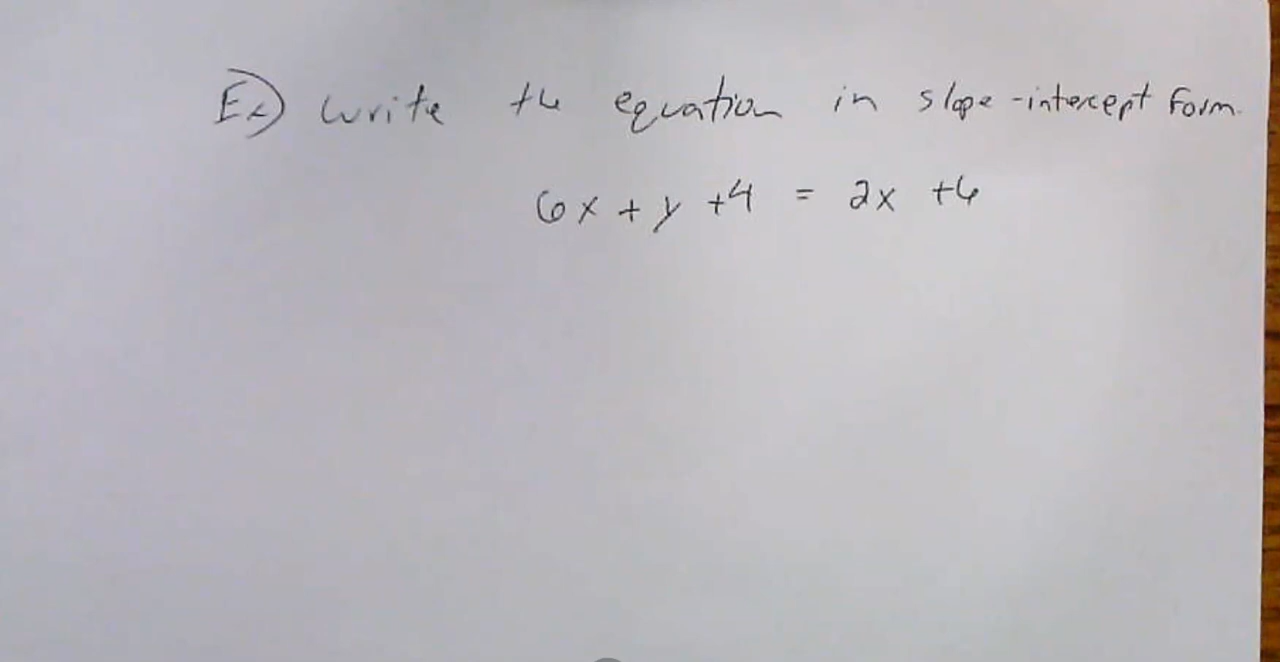 Ex) write the equation in slope-intercept form.
6x + y +4 = 2x +6